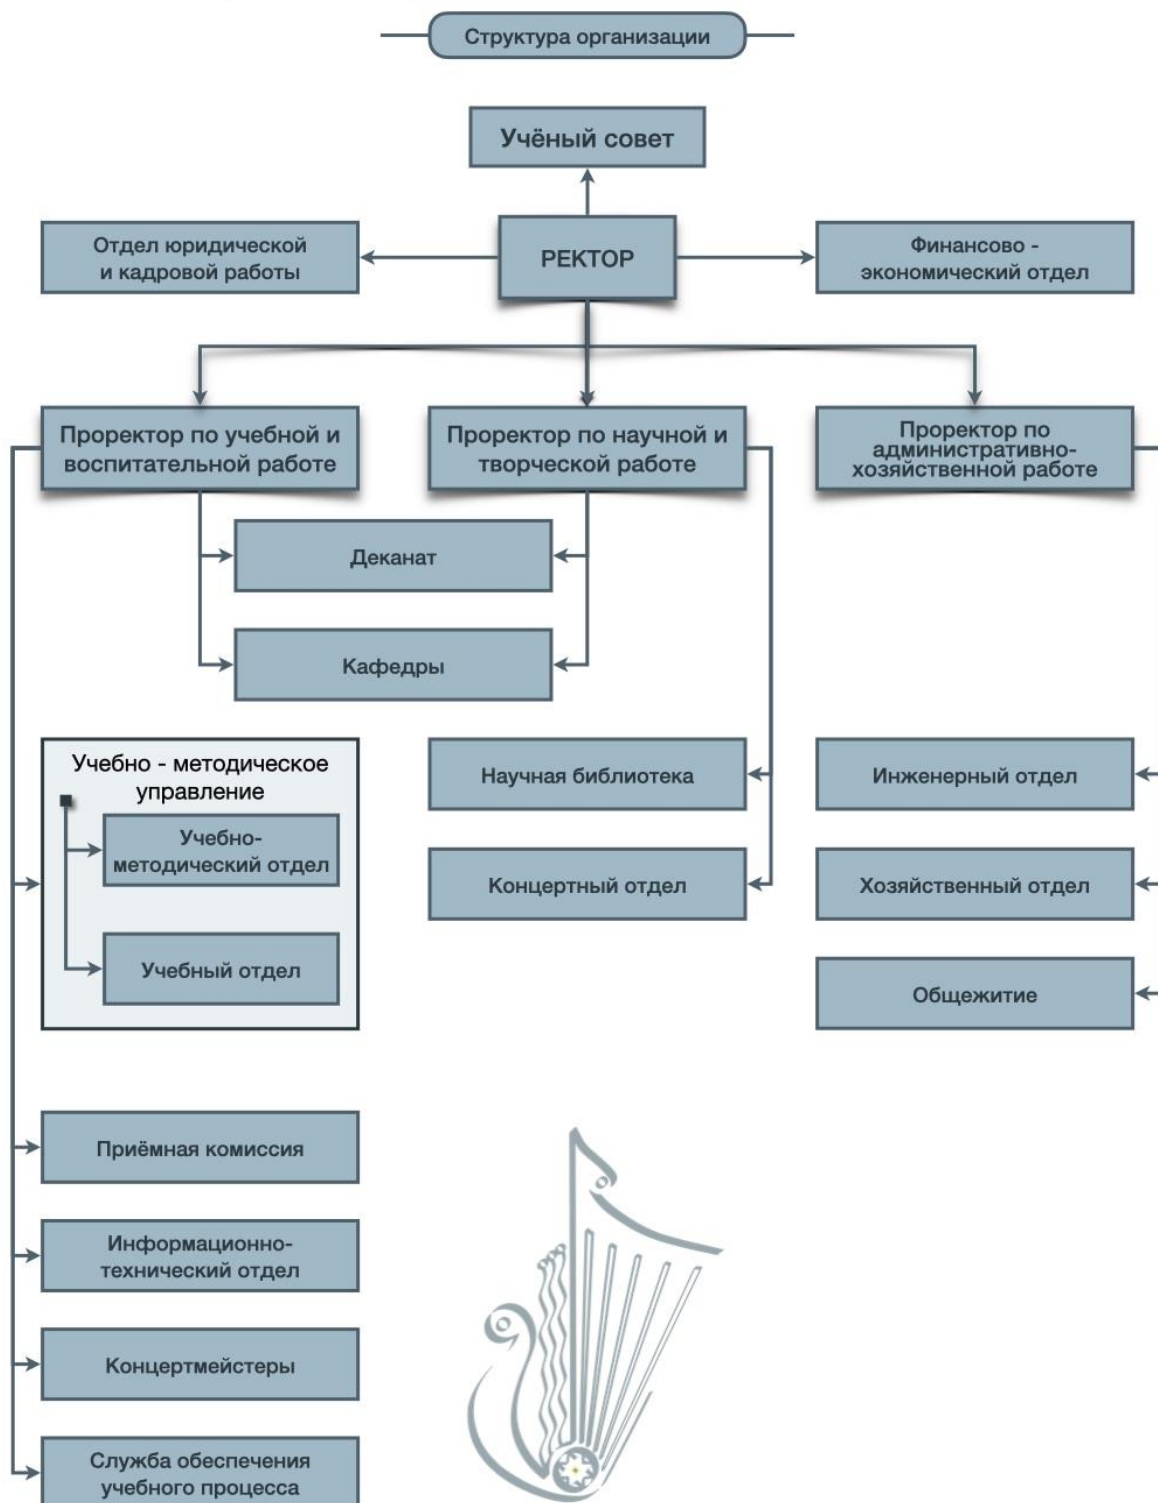 Структура организации
Учёный совет
Отдел юридической
и кадровой работы
РЕКТОР
Финансово -
экономический отдел
Проректор по учебной и
воспитательной работе
Проректор по научной и
творческой работе
Проректор по
административно-
хозяйственной работе
Деканат
Кафедры
Учебно - методическое
управление
Учебно-
методический отдел
Учебный отдел
Научная библиотека
Концертный отдел
Инженерный отдел
Хозяйственный отдел
Общежитие
Приёмная комиссия
Информационно-
технический отдел
Концертмейстеры
Служба обеспечения
учебного процесса